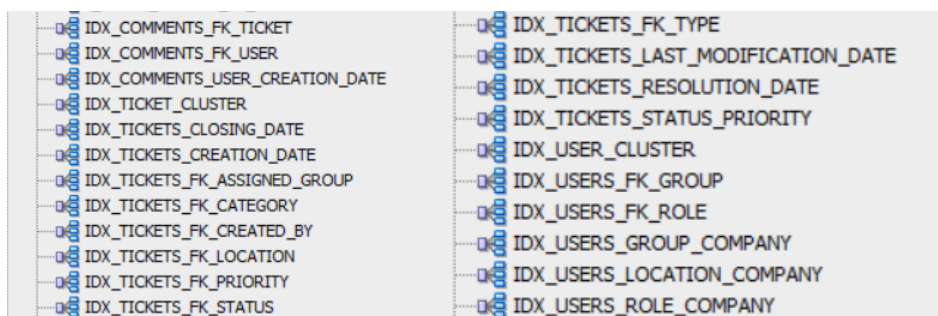 IDX_COMMENTS_FK_TICKET
IDX_COMMENTS_FK_USER
IDX_COMMENTS_USER_CREATION_DATE
IDX_TICKET_CLUSTER
IDX_TICKETS_CLOSING_DATE
IDX_TICKETS_CREATION_DATE
IDX_TICKETS_FK_ASSIGNED_GROUP
IDX_TICKETS_FK_CATEGORY
IDX_TICKETS_FK_CREATED_BY
IDX_TICKETS_FK_LOCATION
IDX_TICKETS_FK_PRIORITY
IDX_TICKETS_FK_STATUS
IDX_TICKETS_FK_TYPE
IDX_TICKETS_LAST_MODIFICATION_DATE
IDX_TICKETS_RESOLUTION_DATE
IDX_TICKETS_STATUS_PRIORITY
IDX_USER_CLUSTER
IDX_USERS_FK_GROUP
IDX_USERS_FK_ROLE
IDX_USERS_GROUP_COMPANY
IDX_USERS_LOCATION_COMPANY
IDX_USERS_ROLE_COMPANY